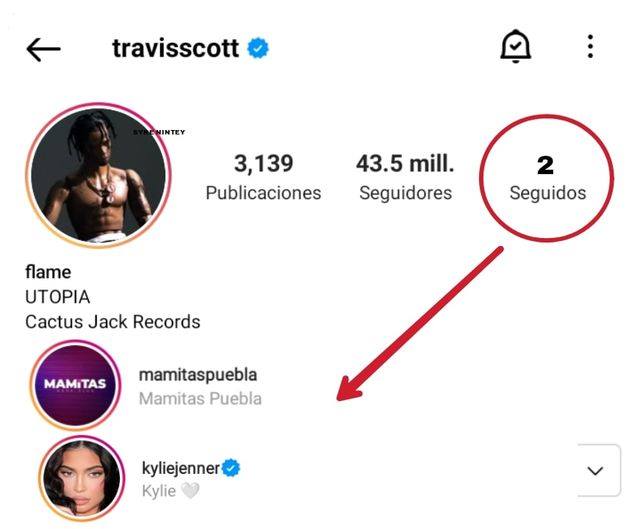 travisscott
SYKE NINTEY
3,139
Publicaciones
43.5 mill.
Seguidores
2
Seguidos
flame
UTOPIA
Cactus Jack Records
MAMiTAS
mamitaspuebla
Mamitas Puebla
kyliejenner
Kylie 🤍